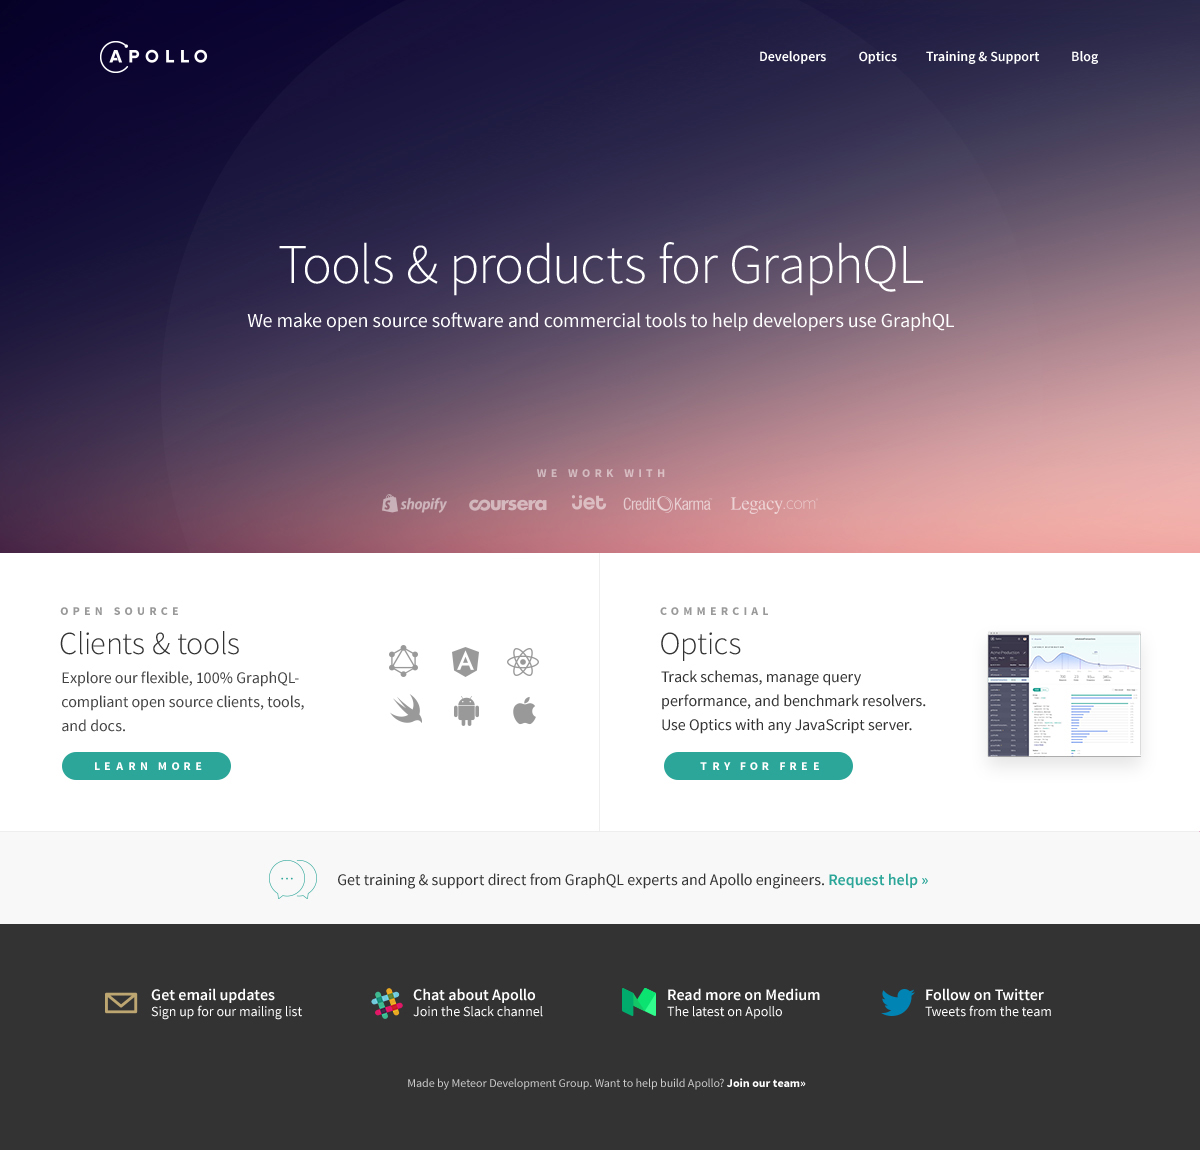 APOLLO
Developers Optics Training & Support Blog
Tools & products for GraphQL
We make open source software and commercial tools to help developers use GraphQL
WE WORK WITH
shopify coursera jet Credit Karma Legacy.com
OPEN SOURCE
Clients & tools
Explore our flexible, 100% GraphQL-
compliant open source clients, tools,
and docs.
LEARN MORE
COMMERCIAL
Optics
Track schemas, manage query
performance, and benchmark resolvers.
Use Optics with any JavaScript server.
TRY FOR FREE
Get training & support direct from GraphQL experts and Apollo engineers. Request help »
Get email updates
Sign up for our mailing list
Chat about Apollo
Join the Slack channel
Read more on Medium
The latest on Apollo
Follow on Twitter
Tweets from the team
Made by Meteor Development Group. Want to help build Apollo? Join our team»